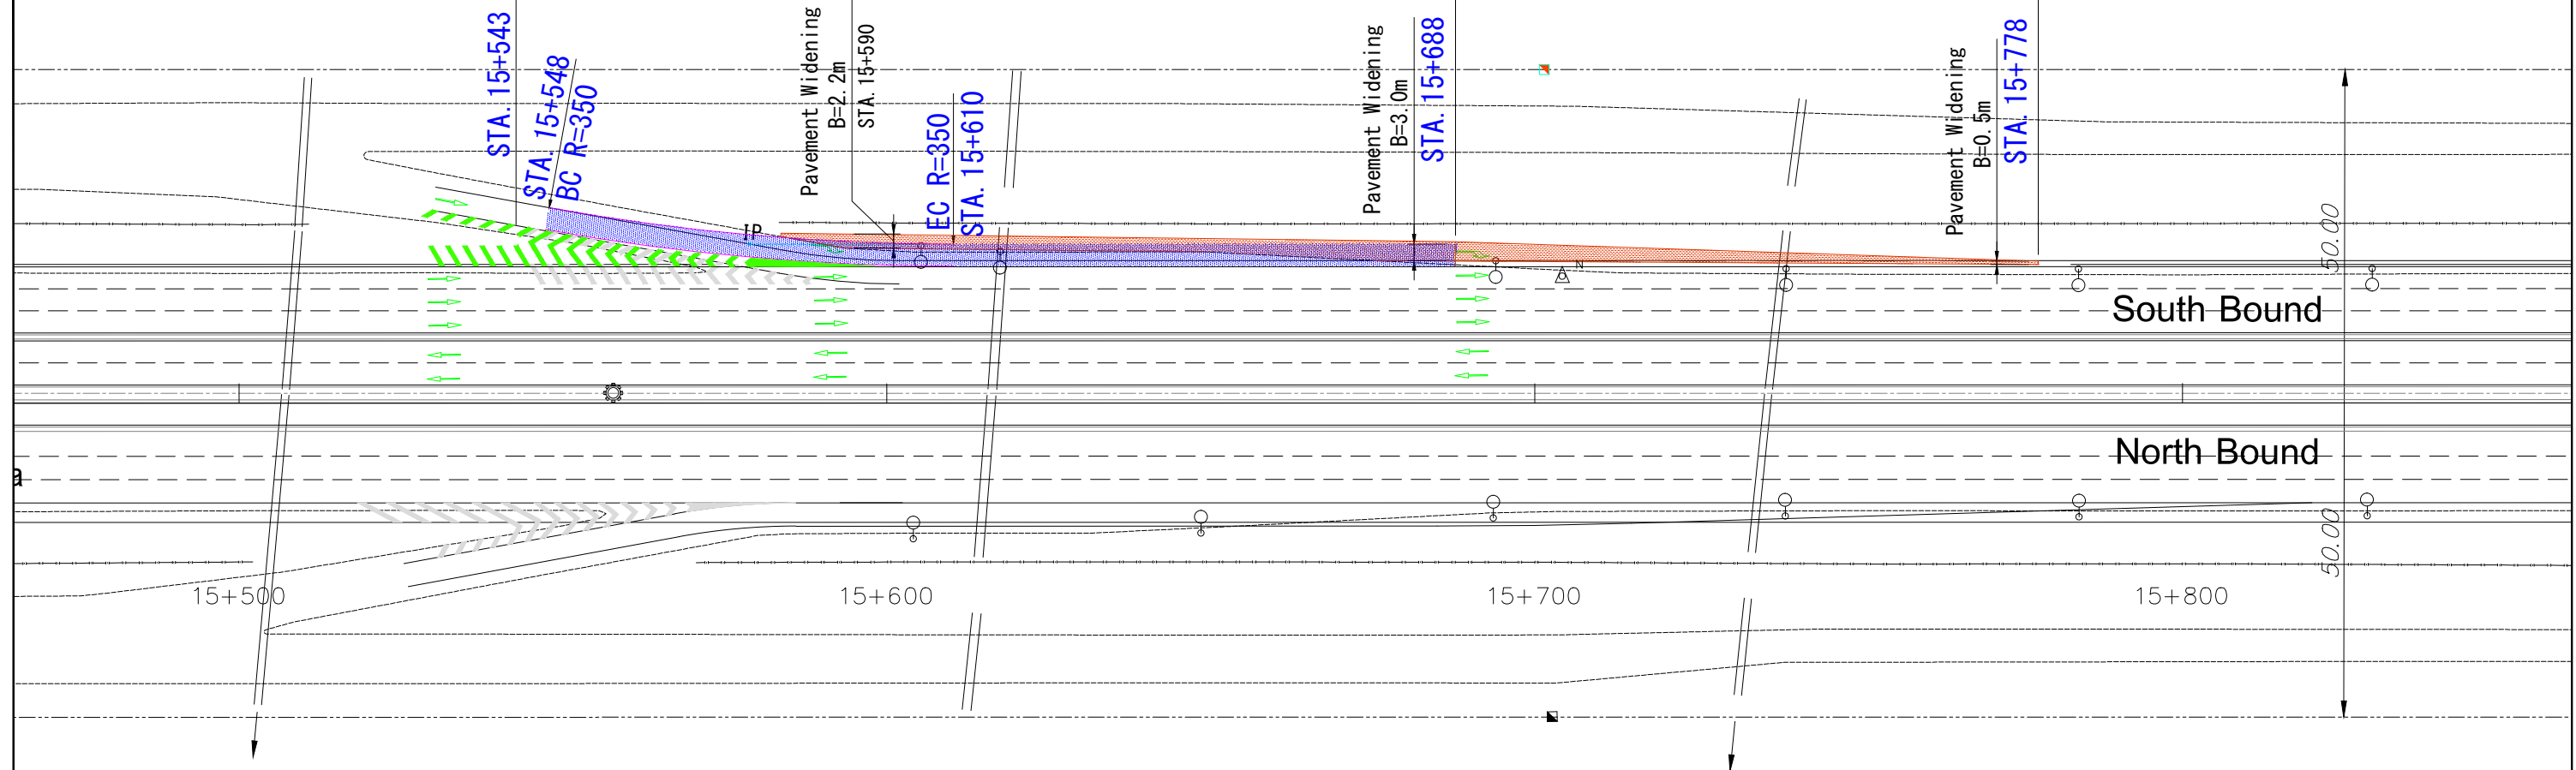 STA. 15+543
STA. 15+548
BC R=350
Pavement Widening
B=2.2m
STA. 15+590
EC R=350
STA. 15+610
Pavement Widening
B=3.0m
STA. 15+688
Pavement Widening
B=0.5m
STA. 15+778
IP
N
50.00
South Bound
North Bound
a
50.00
15+500
15+600
15+700
15+800